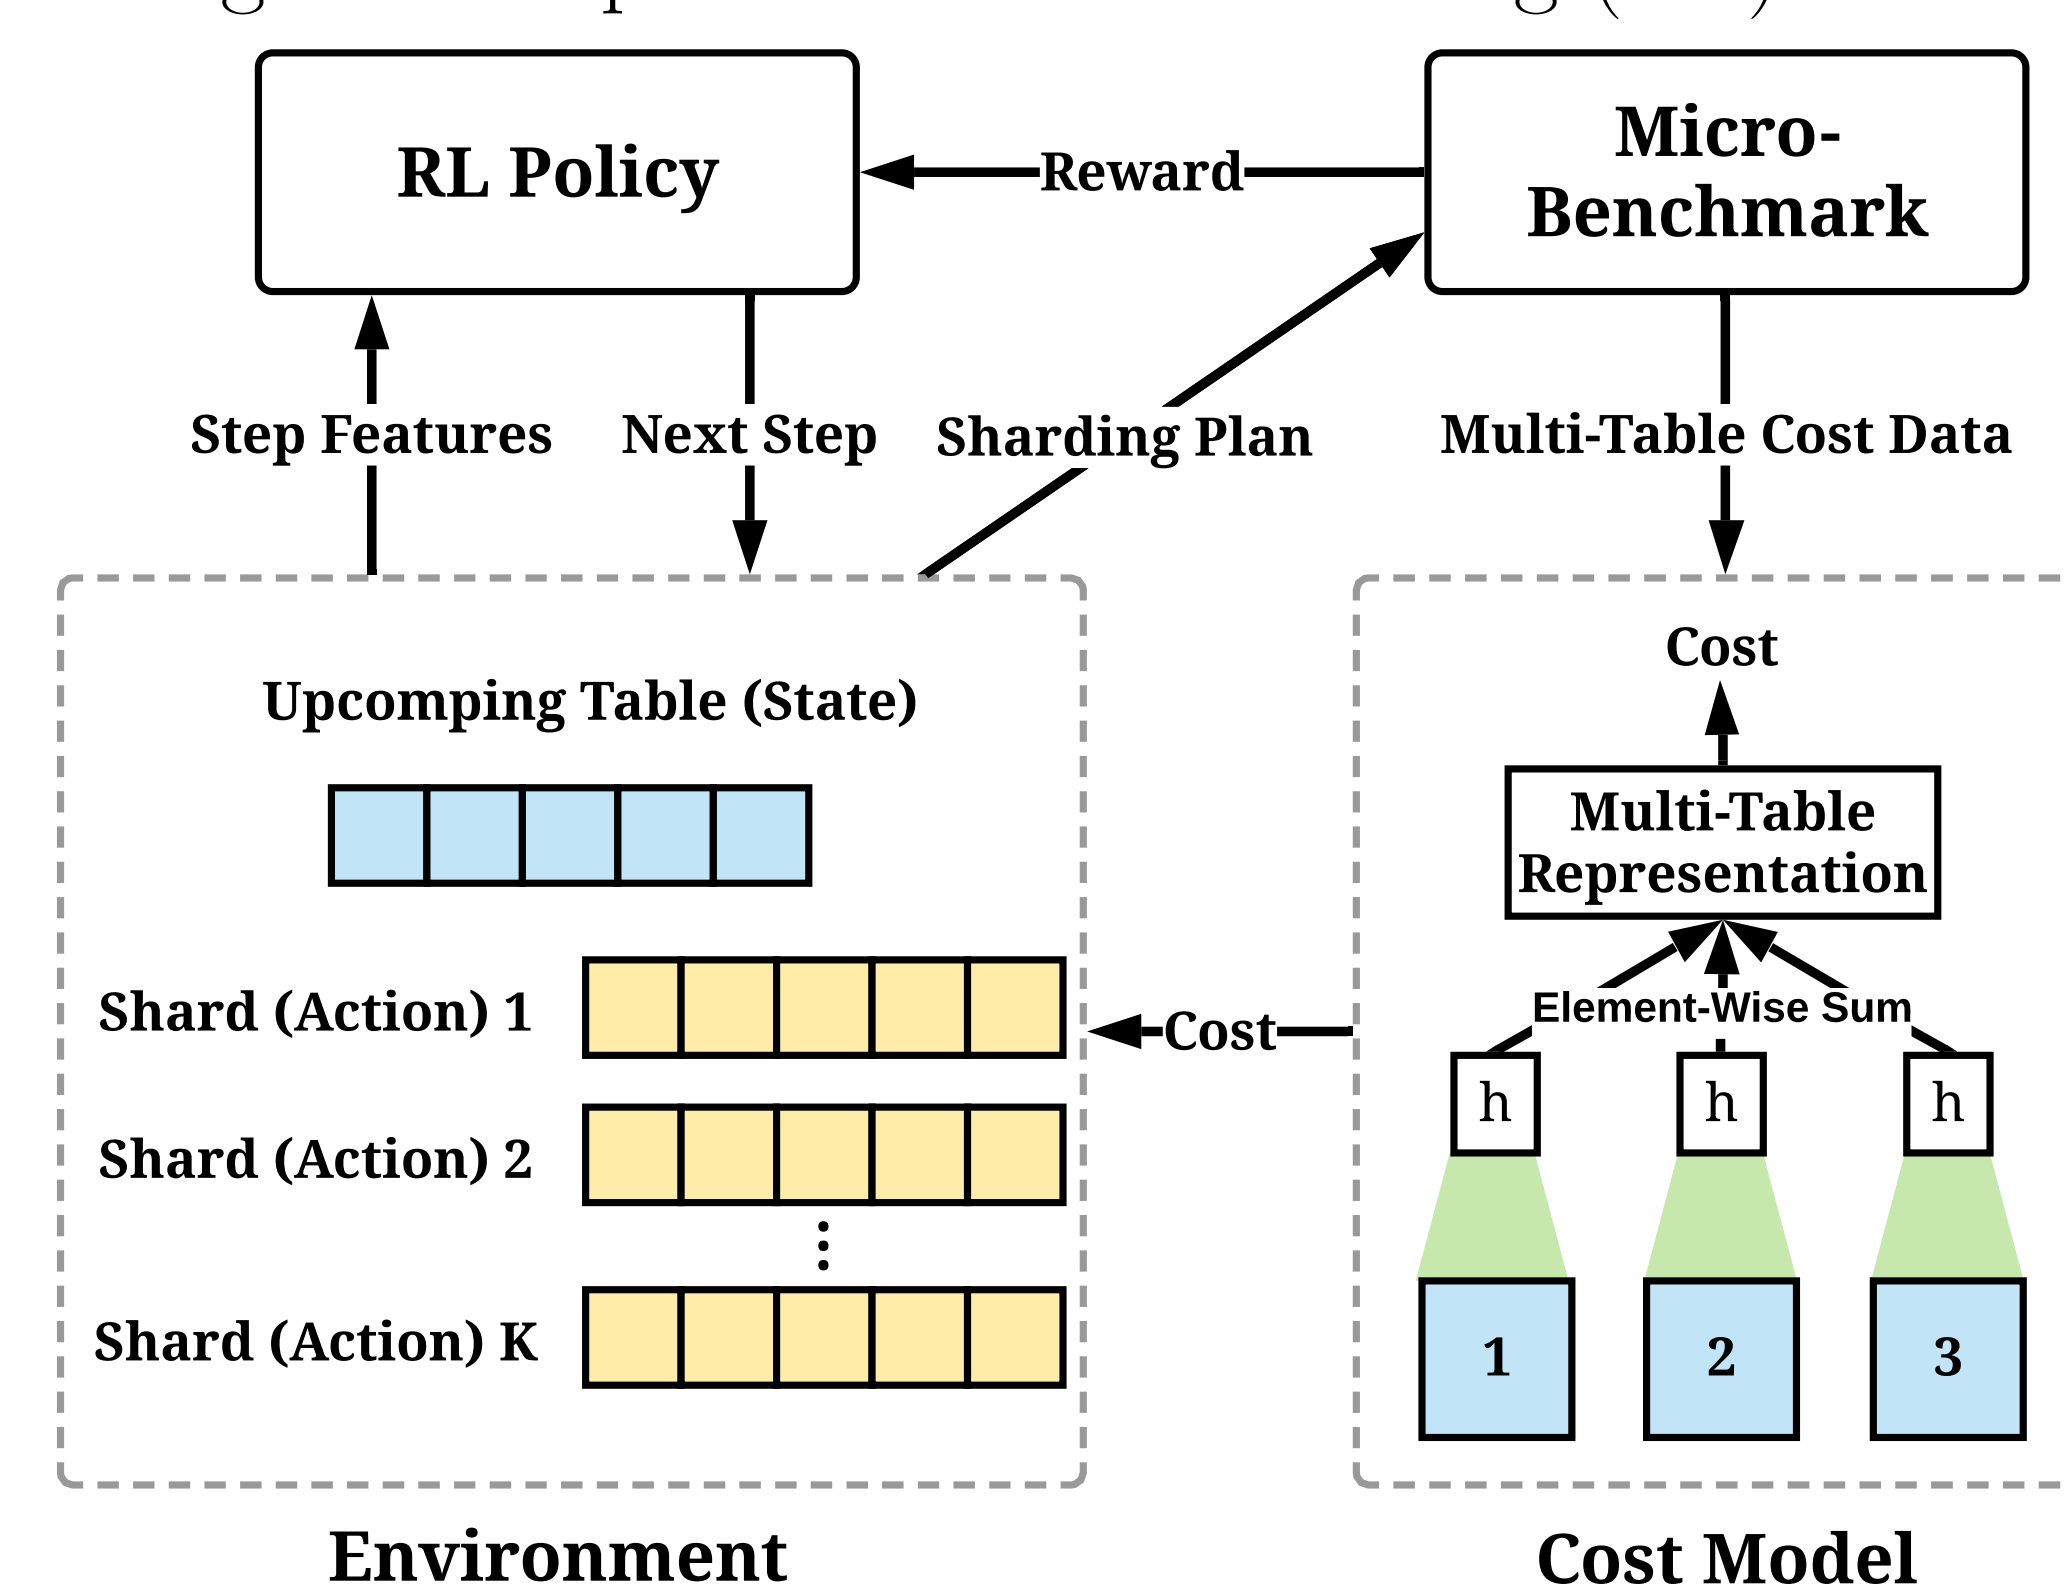 RL Policy
Micro-
Benchmark
Reward
Step Features
Next Step
Sharding Plan
Multi-Table Cost Data
Upcomping Table (State)
Shard (Action) 1
Shard (Action) 2
Shard (Action) K
Cost
Cost
Multi-Table
Representation
Element-Wise Sum
h
h
h
1
2
3
Environment
Cost Model